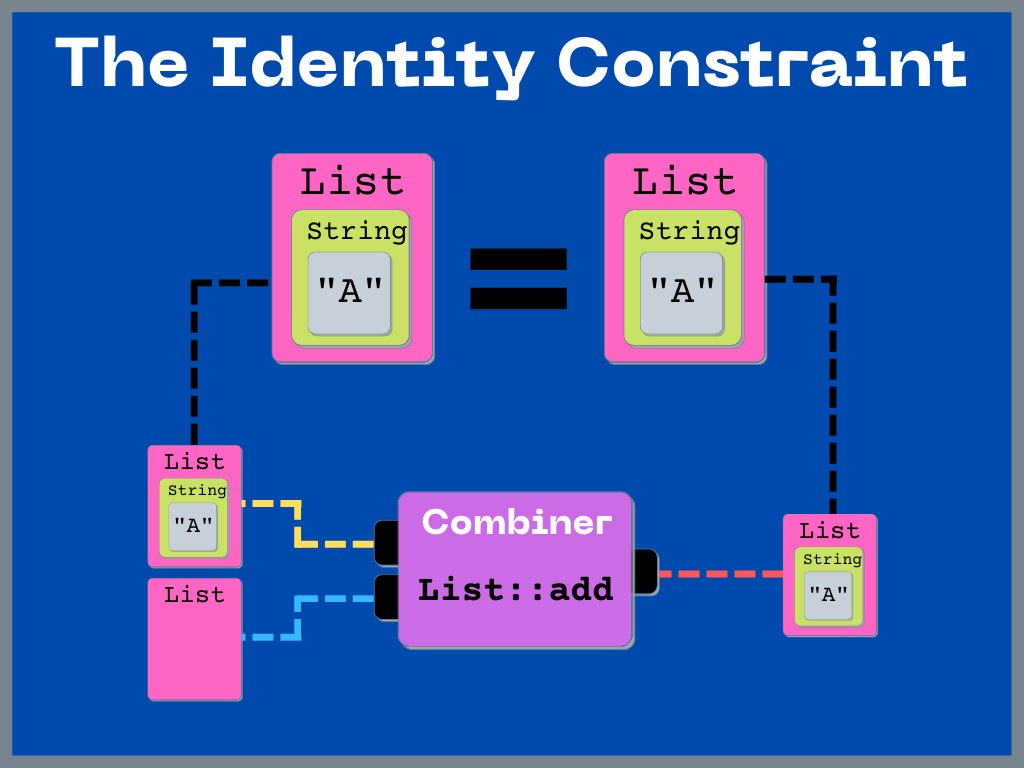 The Identity Constraint
List
String
"A"
List
String
"A"
List
String
"A"
List
Combiner
List::add
List
String
"A"